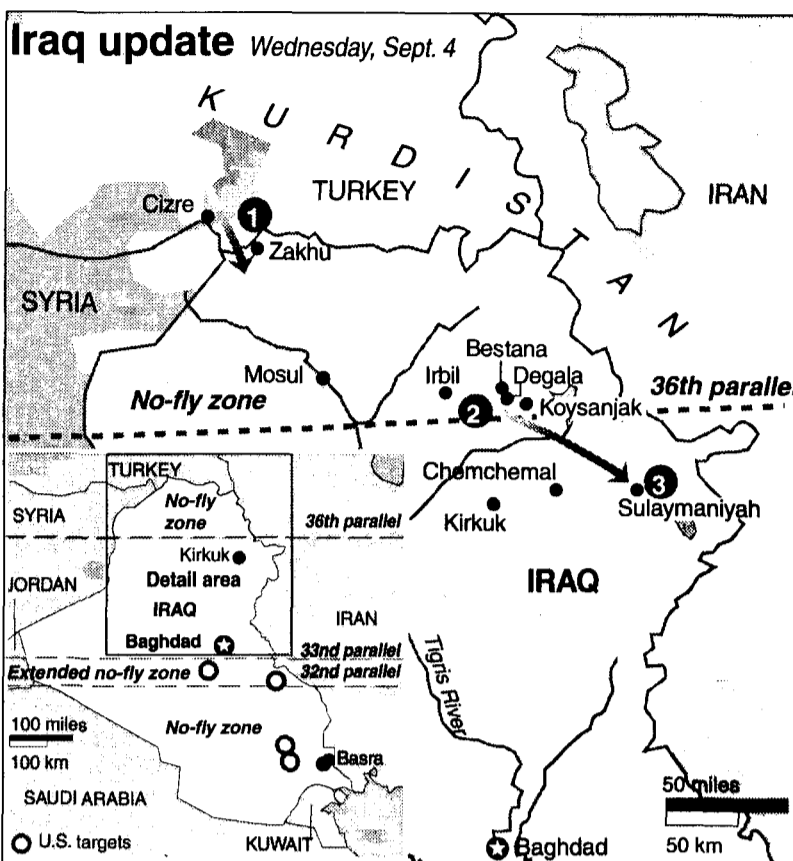 Iraq update Wednesday, Sept. 4
KURDISTAN
TURKEY
IRAN
Cizre
1
Zakhu
SYRIA
Bestana
Mosul
Irbil
Degala
36th parallel
No-fly zone
2
Koysanjak
Chemchemal
3
Sulaymaniyah
Kirkuk
IRAQ
Tigris River
Baghdad
50 miles
50 km
TURKEY
No-fly
zone
SYRIA
36th parallel
Kirkuk
Detail area
JORDAN
IRAQ
IRAN
Baghdad
33nd parallel
Extended no-fly zone
32nd parallel
100 miles
100 km
No-fly zone
Basra
SAUDI ARABIA
KUWAIT
U.S. targets